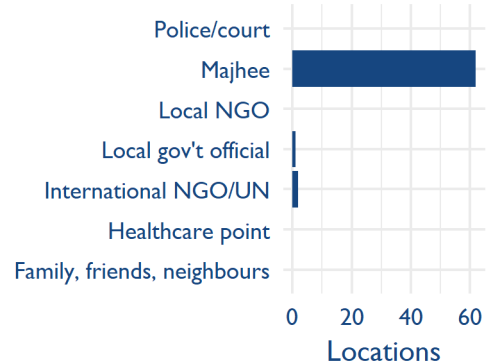 Police/court
Majhee
Local NGO
Local gov't official
International NGO/UN
Healthcare point
Family, friends, neighbours
0 20 40 60
Locations